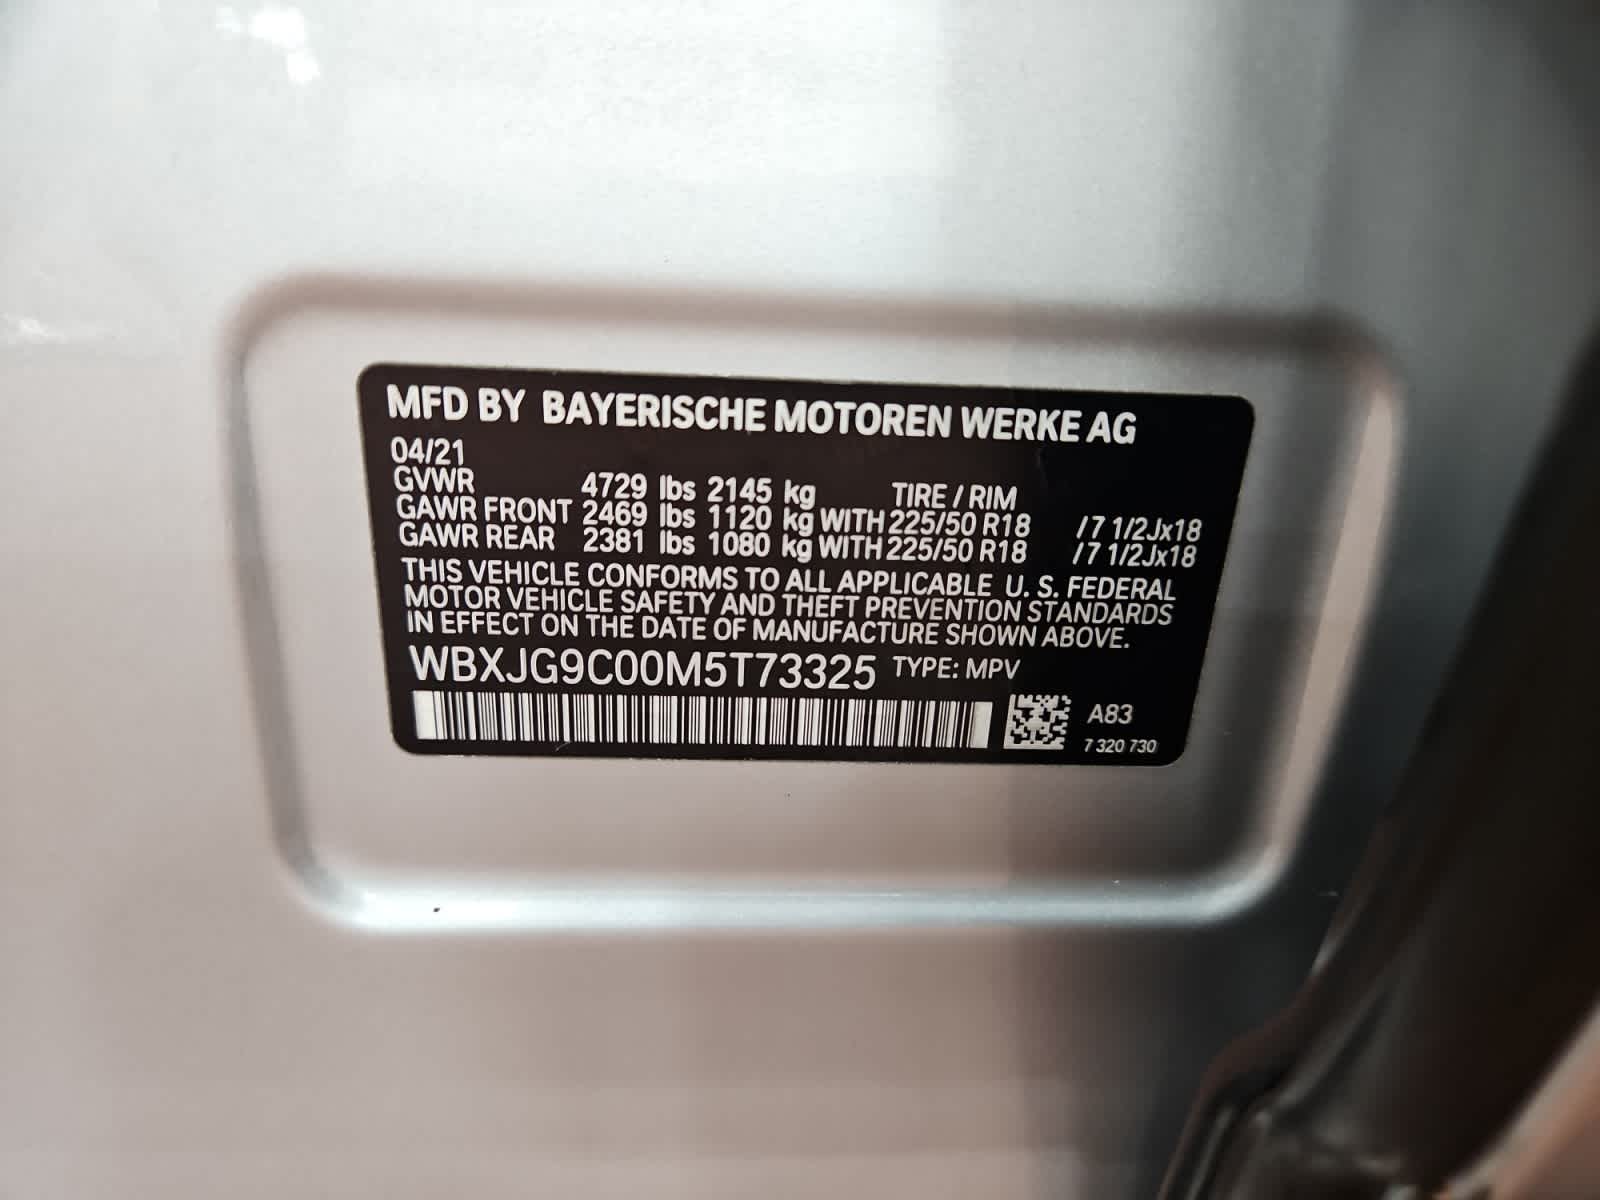 MFD BY BAYERISCHE MOTOREN WERKE AG
04/21
GVWR 4729 lbs 2145 kg TIRE / RIM
GAWR FRONT 2469 lbs 1120 kg WITH 225/50 R18 /7 1/2Jx18
GAWR REAR 2381 lbs 1080 kg WITH 225/50 R18 /7 1/2Jx18
THIS VEHICLE CONFORMS TO ALL APPLICABLE U. S. FEDERAL
MOTOR VEHICLE SAFETY AND THEFT PREVENTION STANDARDS
IN EFFECT ON THE DATE OF MANUFACTURE SHOWN ABOVE.
WBXJG9C00M5T73325 TYPE: MPV
A83
7 320 730